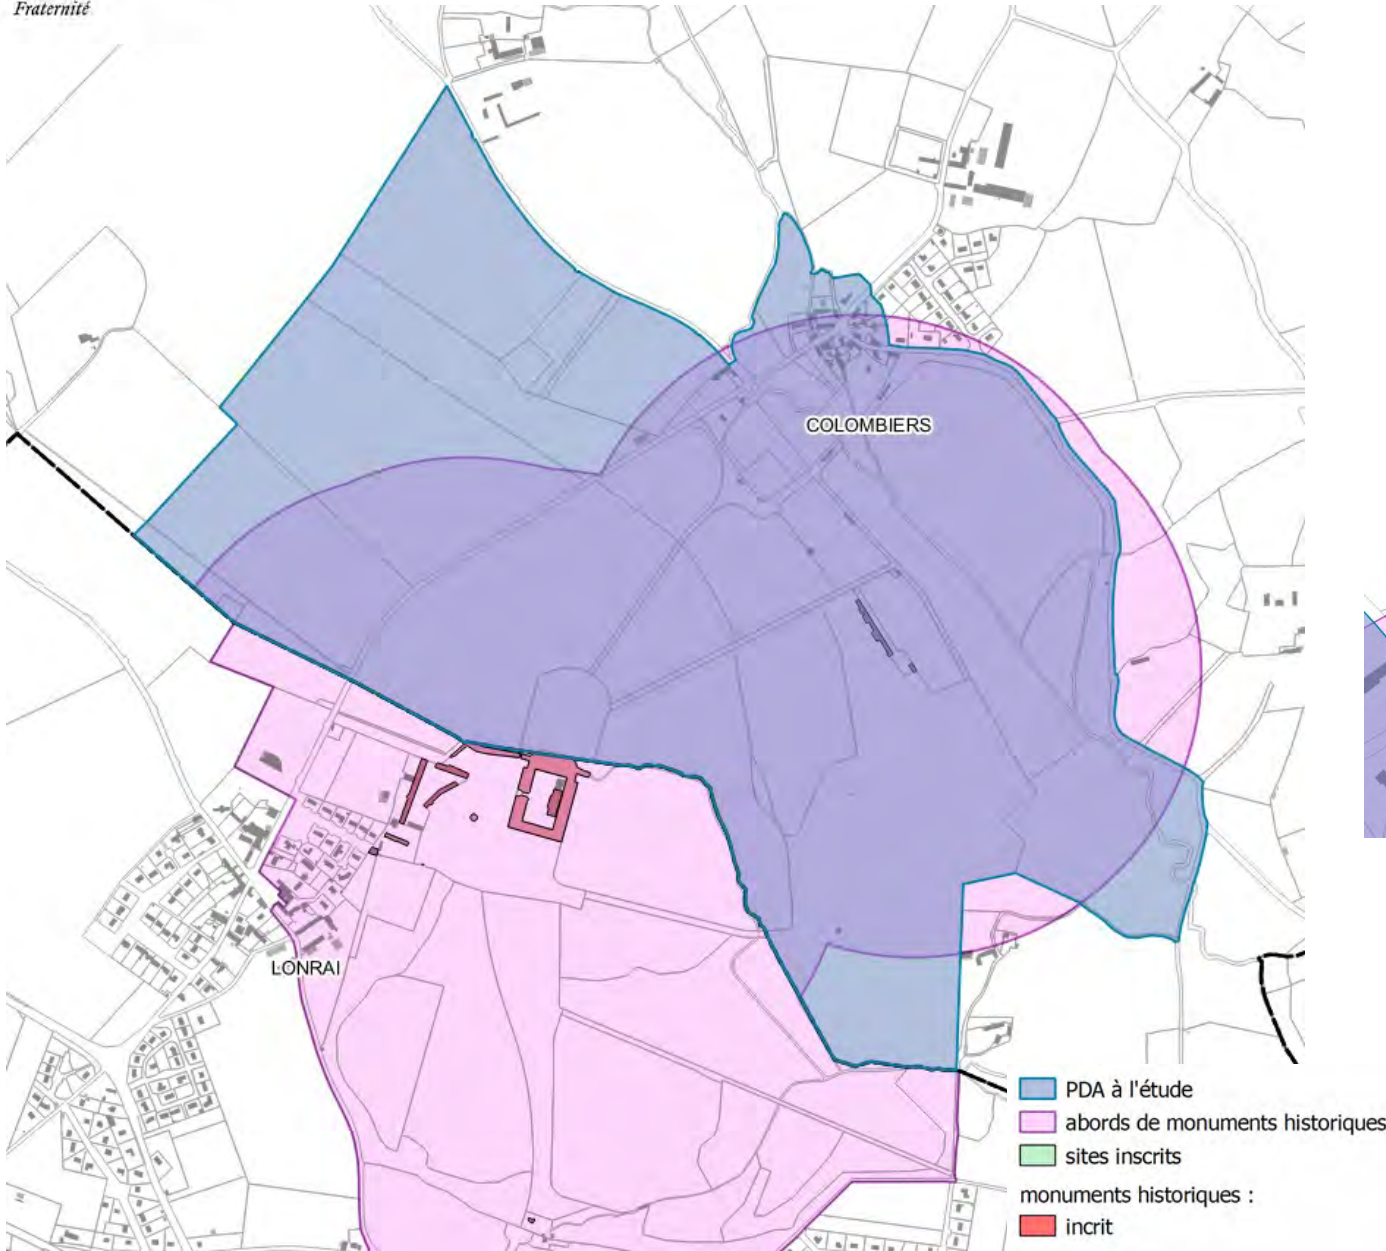 Fraternité
COLOMBIERS
LONRAI
PDA à l'étude
abords de monuments historiques
sites inscrits
monuments historiques :
incrit